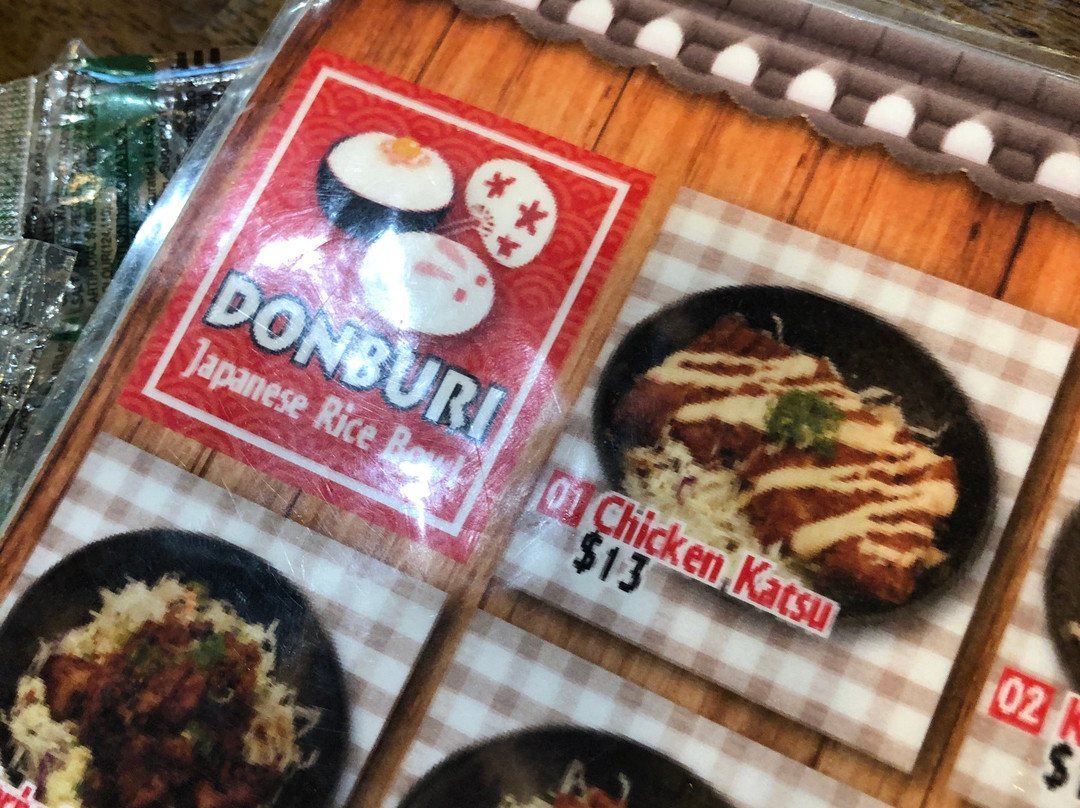 DONBURI
Japanese Rice Bowl
01 Chicken Katsu
$13
02